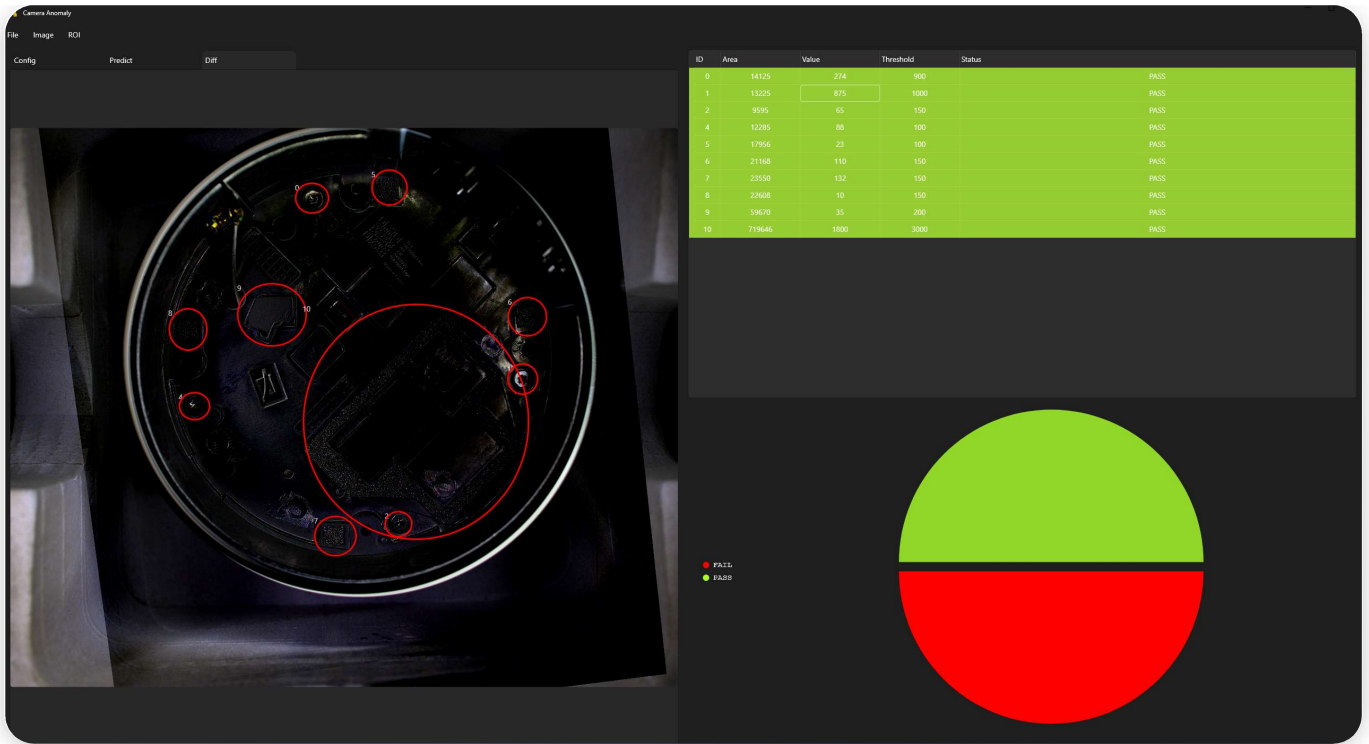 Camera Anomaly
File Image ROI
Config Predict Diff
ID Area Value Threshold Status
0 14125 274 900 PASS
1 13225 875 1000 PASS
2 9595 65 150 PASS
4 12285 88 100 PASS
5 17956 23 100 PASS
6 21168 110 150 PASS
7 23550 132 150 PASS
8 22608 10 150 PASS
9 59670 35 200 PASS
10 719646 1800 3000 PASS
0
5
9
10
8
6
4
7
2
FAIL
PASS